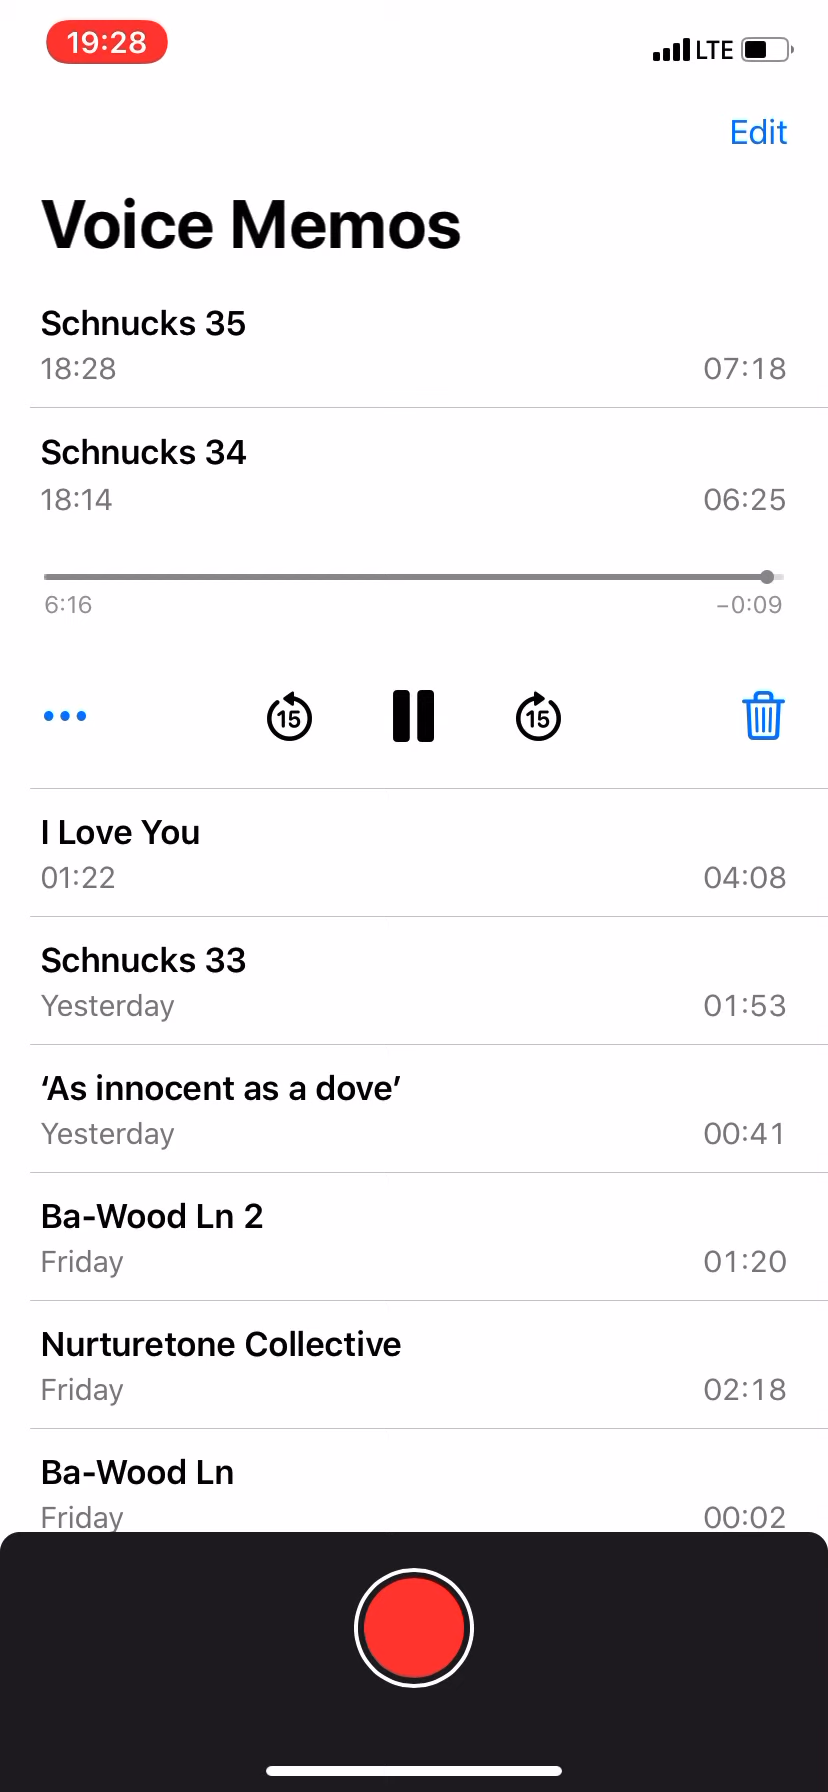 19:28 LTE
Edit
Voice Memos
Schnucks 35
18:28 07:18
Schnucks 34
18:14 06:25
6:16 −0:09
15 15
I Love You
01:22 04:08
Schnucks 33
Yesterday 01:53
‘As innocent as a dove’
Yesterday 00:41
Ba-Wood Ln 2
Friday 01:20
Nurturetone Collective
Friday 02:18
Ba-Wood Ln
Friday 00:02